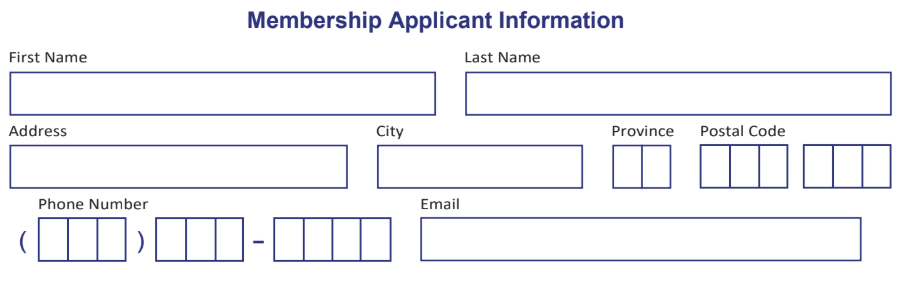 Membership Applicant Information
First Name Last Name
Address City Province Postal Code
Phone Number Email
( ) –